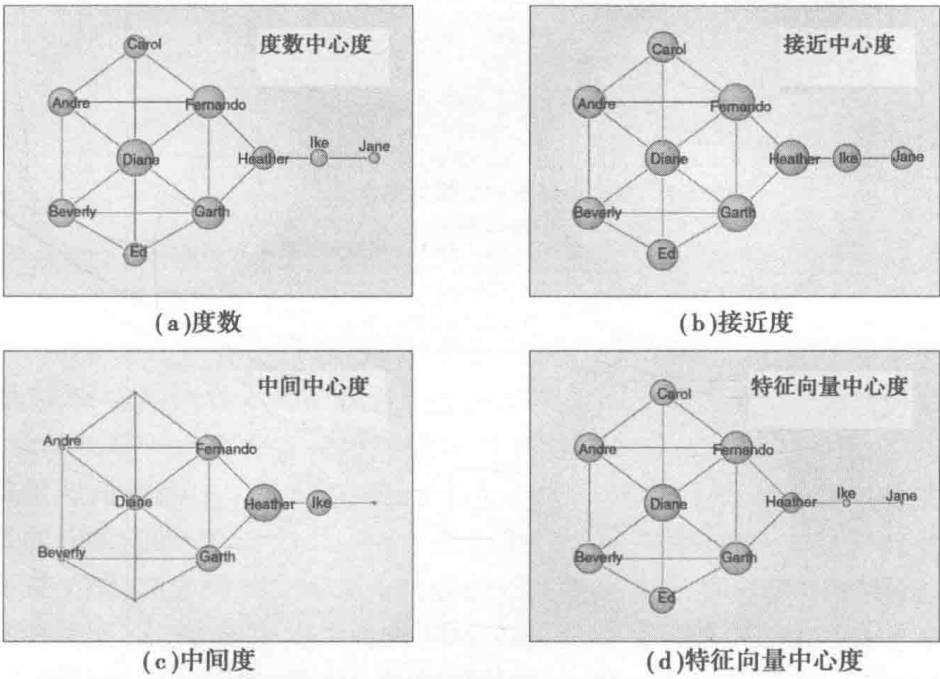 度数中心度
Carol
Andre
Fernando
Diane
Heather
Ike
Jane
Beverly
Garth
Ed
(a)度数
接近中心度
Carol
Andre
Fernando
Diane
Heather
Ike
Jane
Beverly
Garth
Ed
(b)接近度
中间中心度
Andre
Fernando
Diane
Heather
Ike
Beverly
Garth
(c)中间度
特征向量中心度
Carol
Andre
Fernando
Diane
Heather
Ike
Jane
Beverly
Garth
Ed
(d)特征向量中心度